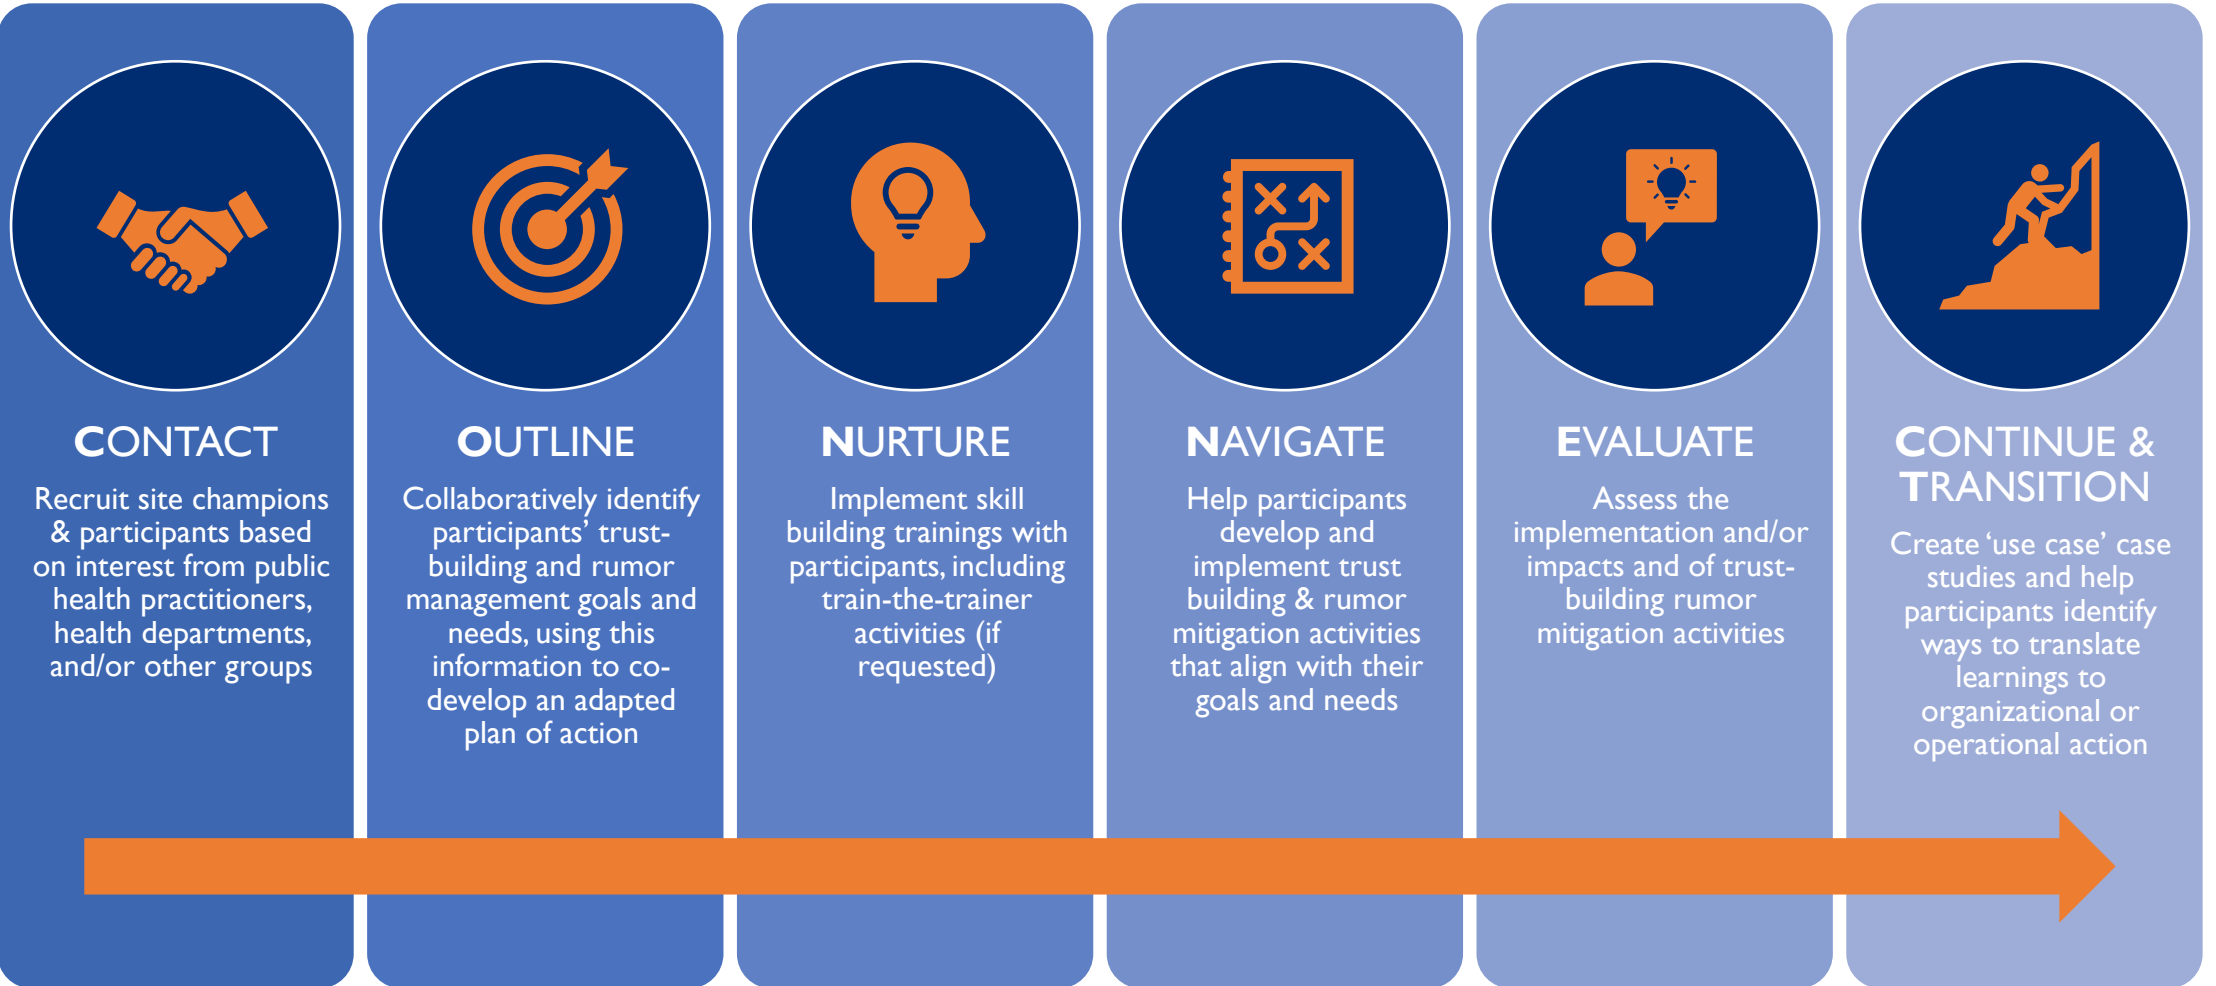 CONTACT
Recruit site champions
& participants based
on interest from public
health practitioners,
health departments,
and/or other groups
OUTLINE
Collaboratively identify
participants’ trust-
building and rumor
management goals and
needs, using this
information to co-
develop an adapted
plan of action
NURTURE
Implement skill
building trainings with
participants, including
train-the-trainer
activities (if
requested)
NAVIGATE
Help participants
develop and
implement trust
building & rumor
mitigation activities
that align with their
goals and needs
EVALUATE
Assess the
implementation and/or
impacts and of trust-
building rumor
mitigation activities
CONTINUE &
TRANSITION
Create ‘use case’ case
studies and help
participants identify
ways to translate
learnings to
organizational or
operational action